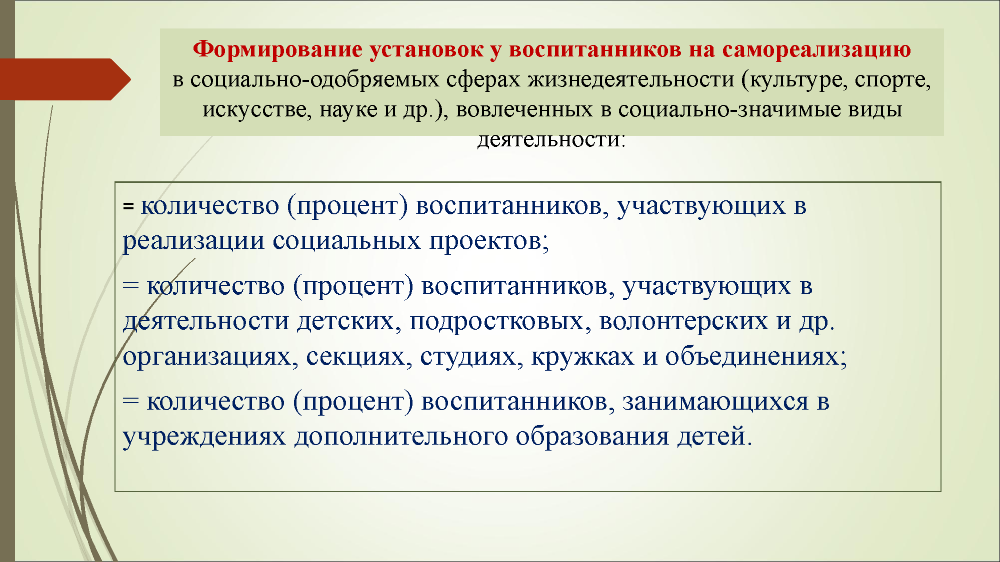 Формирование установок у воспитанников на самореализацию
в социально-одобряемых сферах жизнедеятельности (культуре, спорте,
искусстве, науке и др.), вовлеченных в социально-значимые виды
деятельности:
= количество (процент) воспитанников, участвующих в
реализации социальных проектов;
= количество (процент) воспитанников, участвующих в
деятельности детских, подростковых, волонтерских и др.
организациях, секциях, студиях, кружках и объединениях;
= количество (процент) воспитанников, занимающихся в
учреждениях дополнительного образования детей.